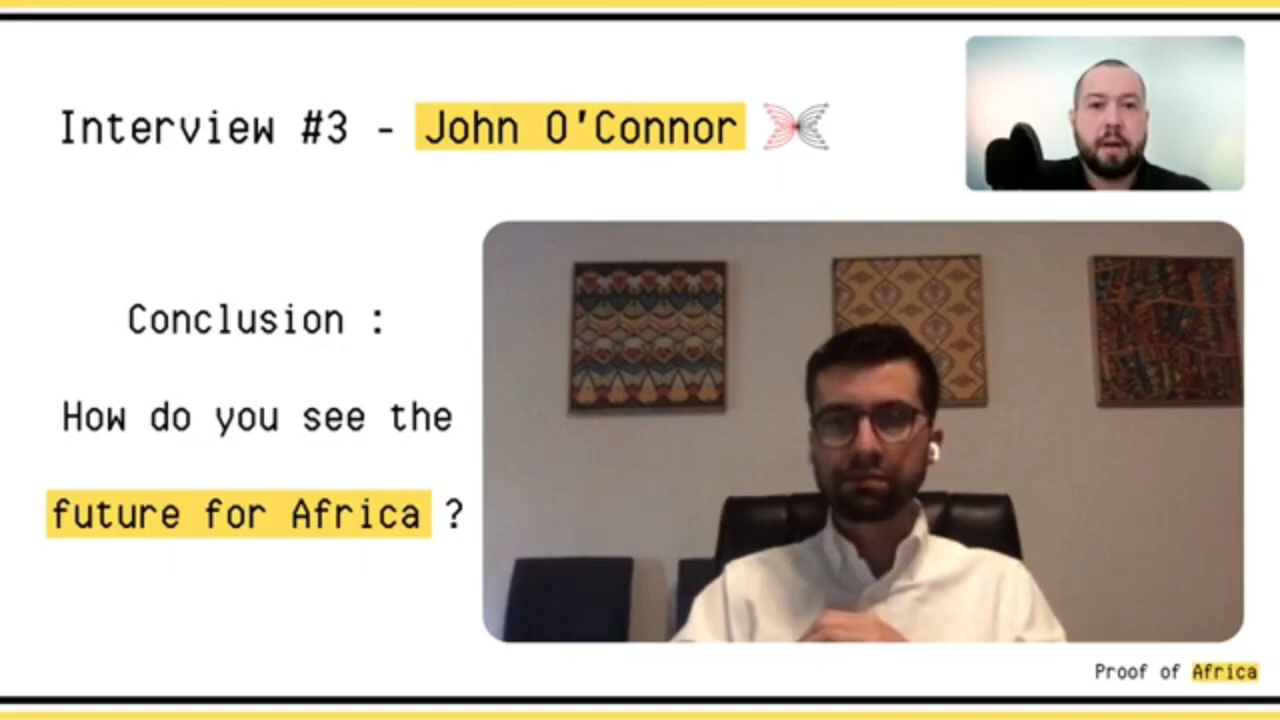 Interview #3 - John O'Connor
Conclusion :
How do you see the
future for Africa ?
Proof of Africa